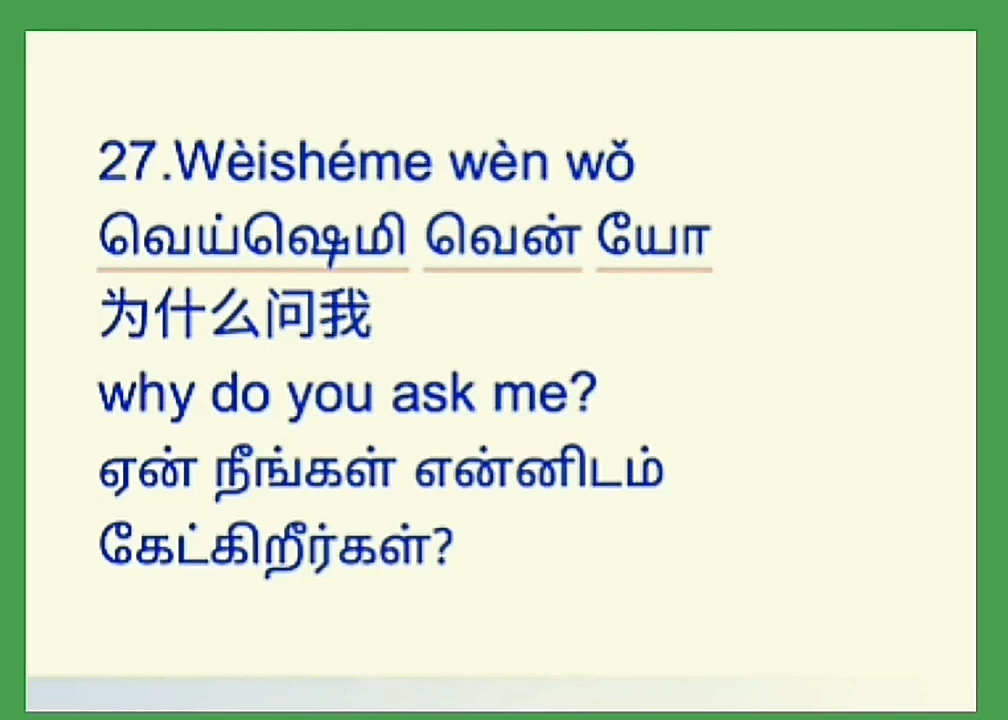 27.Wèishéme wèn wǒ
வெய்ஷெமி வென் யோ
为什么问我
why do you ask me?
ஏன் நீங்கள் என்னிடம்
கேட்கிறீர்கள்?